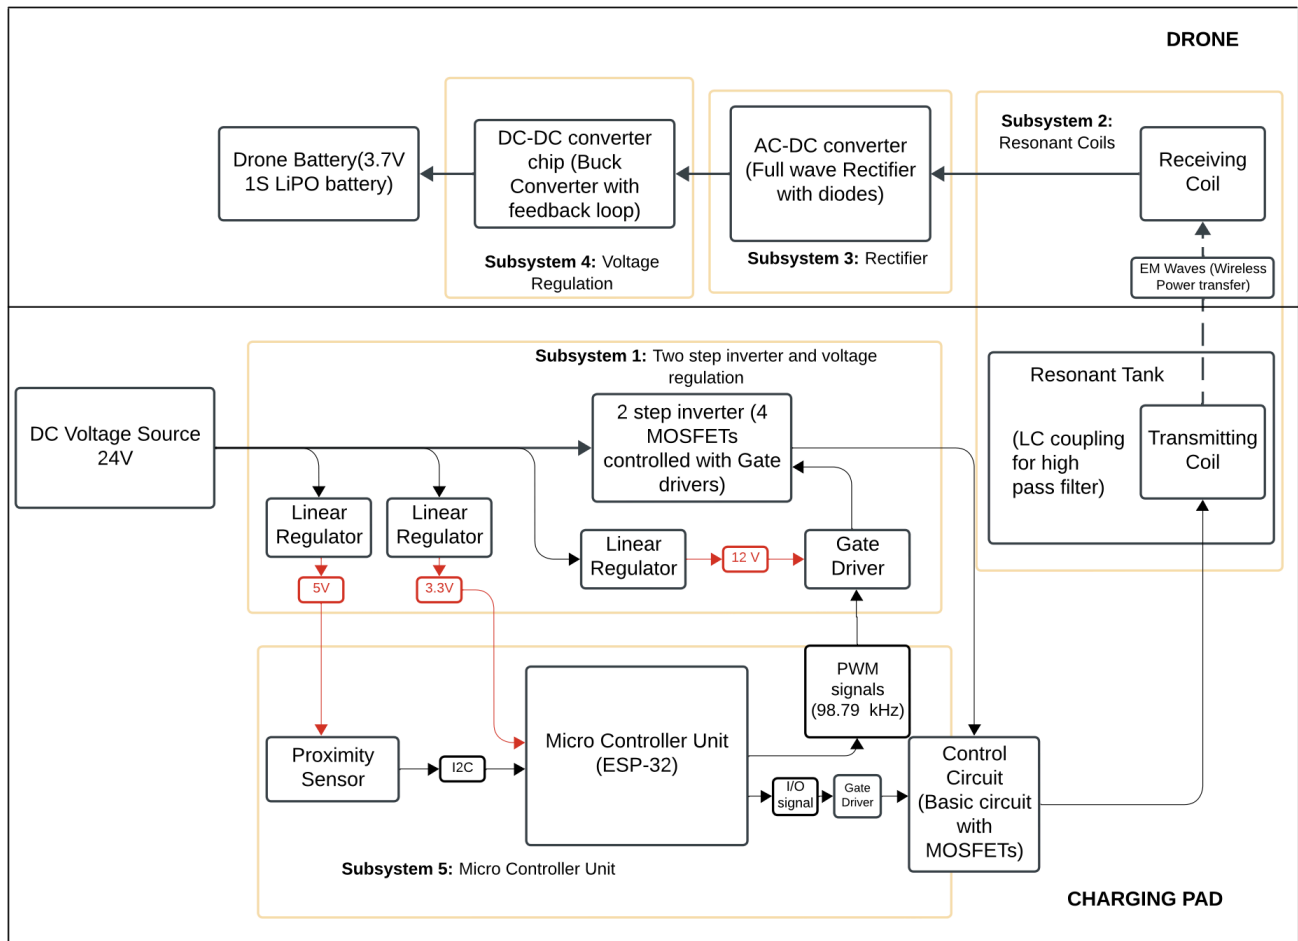 DRONE
Subsystem 2:
Resonant Coils
Receiving
Coil
AC-DC converter
(Full wave Rectifier
with diodes)
Subsystem 3: Rectifier
DC-DC converter
chip (Buck
Converter with
feedback loop)
Subsystem 4: Voltage
Regulation
Drone Battery(3.7V
1S LiPO battery)
EM Waves (Wireless
Power transfer)
Subsystem 1: Two step inverter and voltage
regulation
DC Voltage Source
24V
2 step inverter (4
MOSFETs
controlled with Gate
drivers)
Resonant Tank
(LC coupling
for high
pass filter)
Transmitting
Coil
Linear
Regulator
Linear
Regulator
Linear
Regulator
12 V
Gate
Driver
5V
3.3V
PWM
signals
(98.79 kHz)
Proximity
Sensor
I2C
Micro Controller Unit
(ESP-32)
I/O
signal
Gate
Driver
Control
Circuit
(Basic circuit
with
MOSFETs)
Subsystem 5: Micro Controller Unit
CHARGING PAD